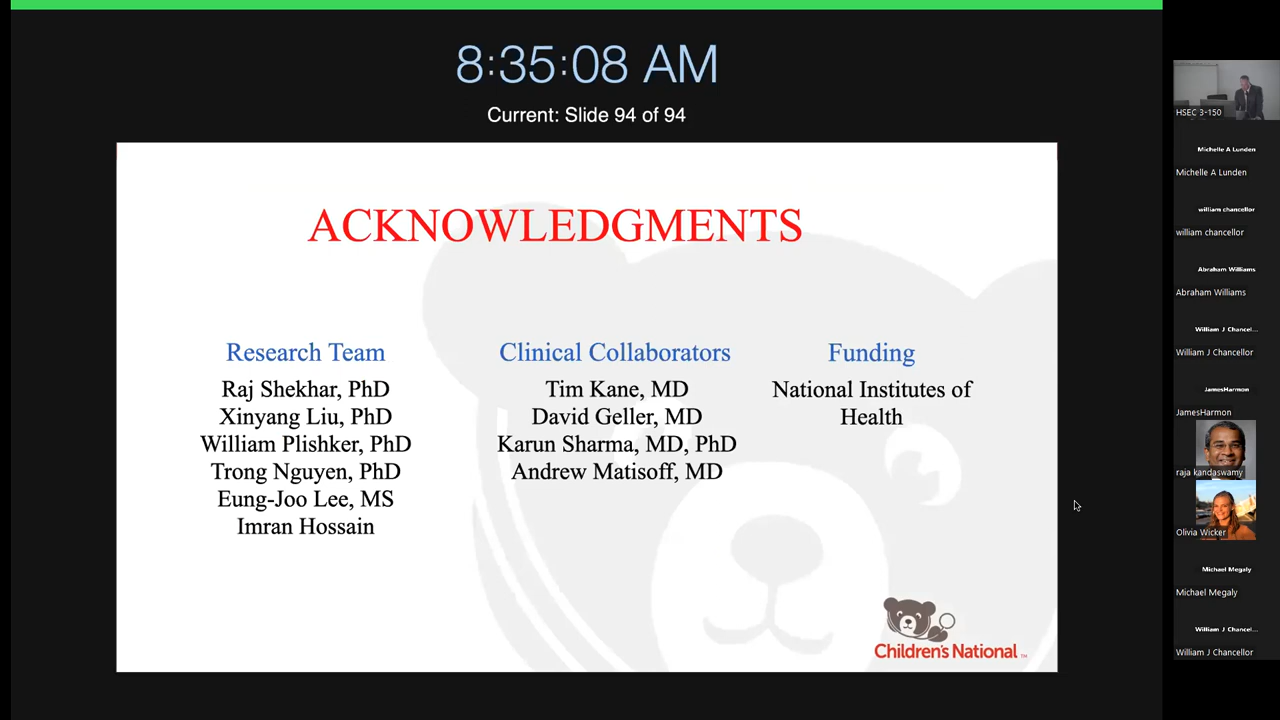 8:35:08 AM
Current: Slide 94 of 94
ACKNOWLEDGMENTS
Research Team
Raj Shekhar, PhD
Xinyang Liu, PhD
William Plishker, PhD
Trong Nguyen, PhD
Eung-Joo Lee, MS
Imran Hossain
Clinical Collaborators
Tim Kane, MD
David Geller, MD
Karun Sharma, MD, PhD
Andrew Matisoff, MD
Funding
National Institutes of
Health
Children's National ™
HSEC 3-150
Michelle A Lunden
Michelle A Lunden
william chancellor
william chancellor
Abraham Williams
Abraham Williams
William J Chancel...
William J Chancellor
JamesHarmon
JamesHarmon
raja kandaswamy
Olivia Wicker
Michael Megaly
Michael Megaly
William J Chancel...
William J Chancellor